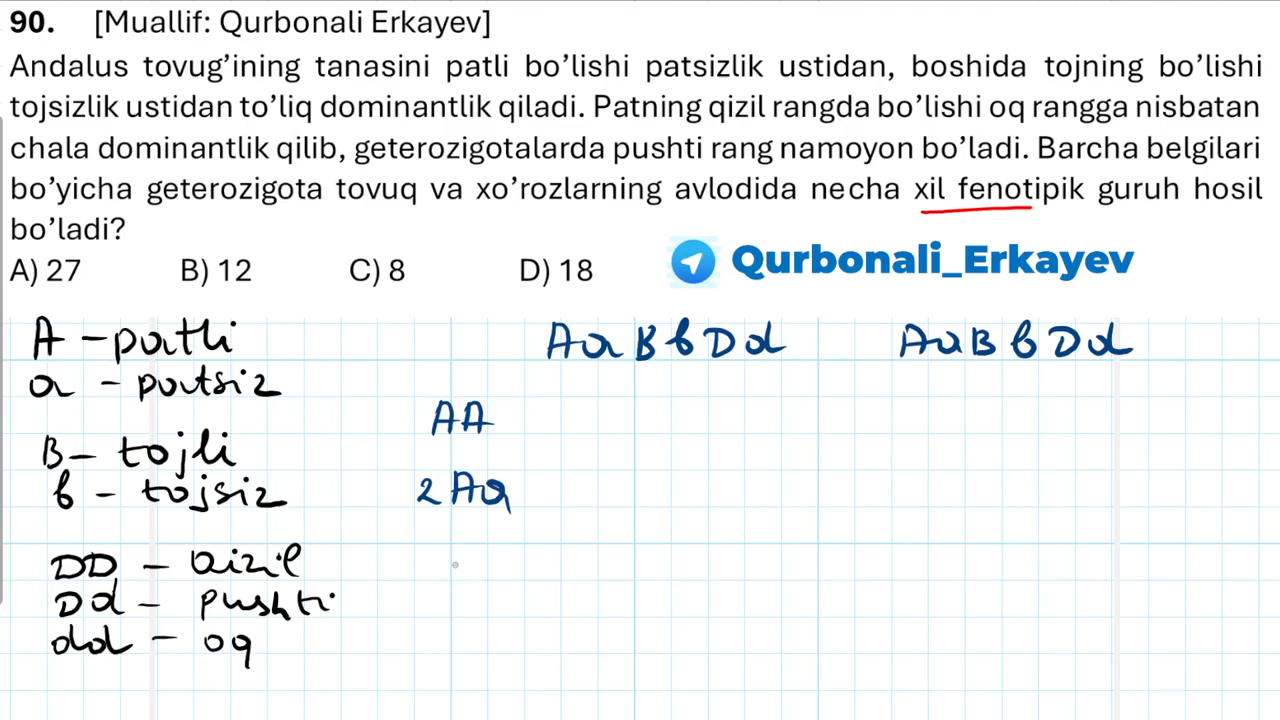 90. [Muallif: Qurbonali Erkayev]
Andalus tovug’ining tanasini patli bo’lishi patsizlik ustidan, boshida tojning bo’lishi
tojsizlik ustidan to’liq dominantlik qiladi. Patning qizil rangda bo’lishi oq rangga nisbatan
chala dominantlik qilib, geterozigotalarda pushti rang namoyon bo’ladi. Barcha belgilari
bo’yicha geterozigota tovuq va xo’rozlarning avlodida necha xil fenotipik guruh hosil
bo’ladi?
A) 27 B) 12 C) 8 D) 18
Qurbonali_Erkayev
A – patli
a – patsiz
B – tojli
b – tojsiz
DD – Qizil
Dd – pushti
dd – oq
AaBbDd AaBbDd
AA
2Aa